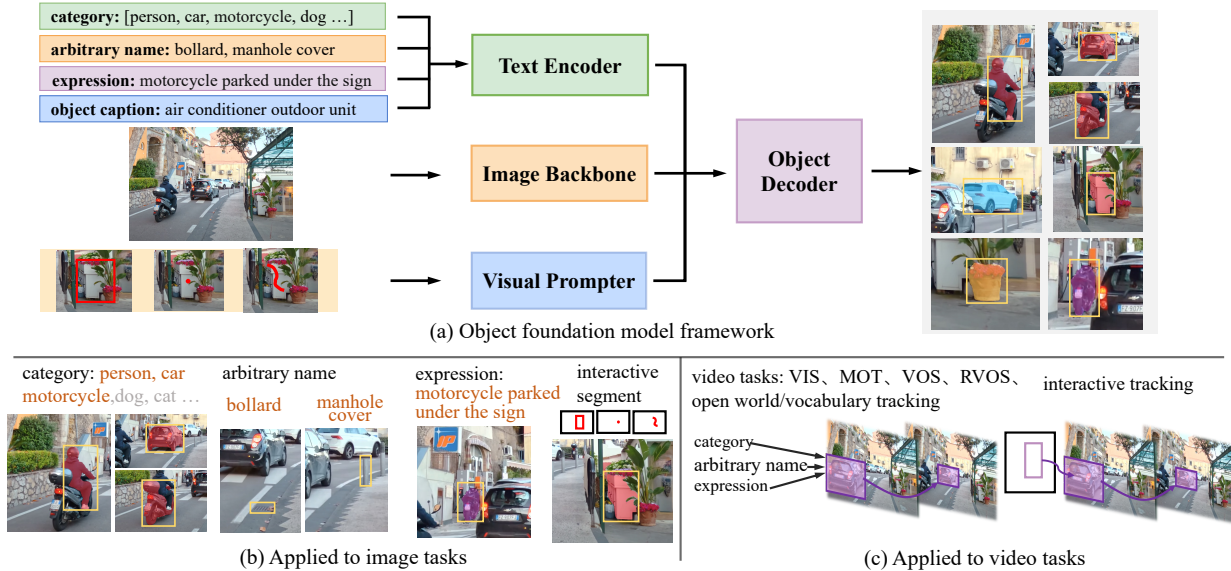 category: [person, car, motorcycle, dog …]
arbitrary name: bollard, manhole cover
expression: motorcycle parked under the sign
object caption: air conditioner outdoor unit
Text Encoder
Image Backbone
Visual Prompter
Object
Decoder
(a) Object foundation model framework
category: person, car
motorcycle,dog, cat …
arbitrary name
bollard
manhole
cover
expression:
motorcycle parked
under the sign
interactive
segment
(b) Applied to image tasks
video tasks: VIS、MOT、VOS、RVOS、
open world/vocabulary tracking
interactive tracking
category
arbitrary name
expression
(c) Applied to video tasks